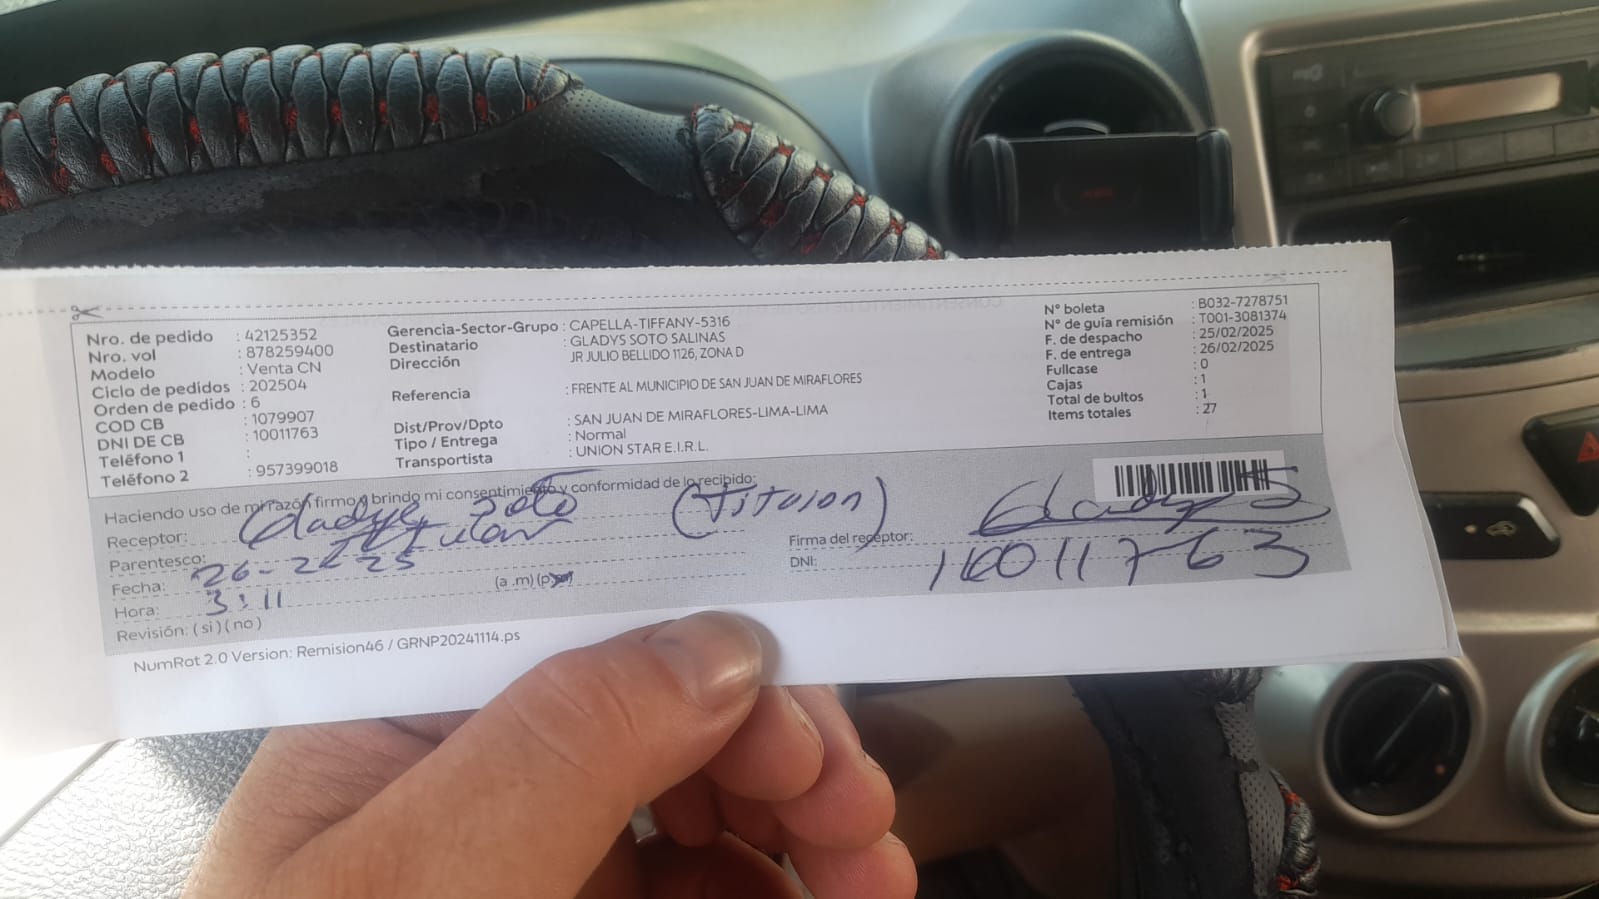 Nro. de pedido : 42125352
Nro. vol : 878259400
Modelo : Venta CN
Ciclo de pedidos : 202504
Orden de pedido : 6
COD CB : 1079907
DNI DE CB : 10011763
Teléfono 1 :
Teléfono 2 : 957399018
Gerencia-Sector-Grupo : CAPELLA-TIFFANY-5316
Destinatario : GLADYS SOTO SALINAS
Dirección JR JULIO BELLIDO 1126, ZONA D
Referencia : FRENTE AL MUNICIPIO DE SAN JUAN DE MIRAFLORES
Dist/Prov/Dpto : SAN JUAN DE MIRAFLORES-LIMA-LIMA
Tipo / Entrega : Normal
Transportista : UNION STAR E.I.R.L.
N° boleta : B032-7278751
N° de guía remisión : T001-3081374
F. de despacho : 25/02/2025
F. de entrega : 26/02/2025
Fullcase : 0
Cajas : 1
Total de bultos : 1
Items totales : 27
Haciendo uso de mi razón firmo y brindo mi consentimiento y conformidad de lo recibido:
Receptor: Gladys Soto
Parentesco: Titular
Fecha: 26-2-25
Hora: 3:11 (a .m)
Revisión: ( si ) ( no )
Firma del receptor: Gladys S
DNI: 10011763
NumRot 2.0 Version: Remision46 / GRNP20241114.ps